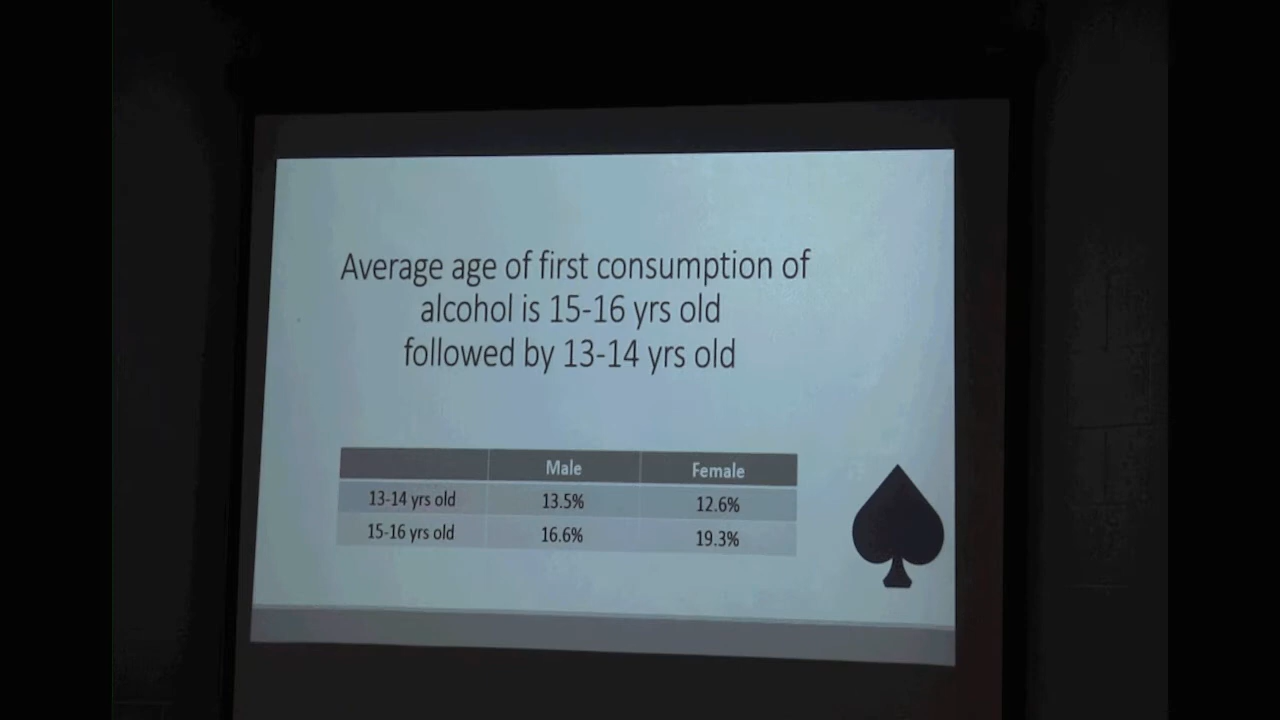 Average age of first consumption of
alcohol is 15-16 yrs old
followed by 13-14 yrs old
Male Female
13-14 yrs old 13.5% 12.6%
15-16 yrs old 16.6% 19.3%